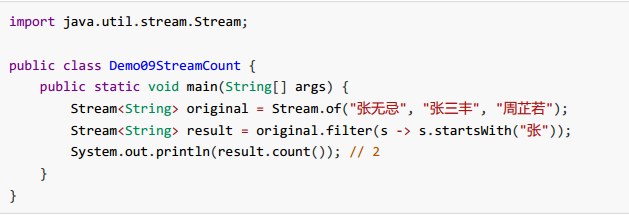 import java.util.stream.Stream;
public class Demo09StreamCount {
public static void main(String[] args) {
Stream<String> original = Stream.of("张无忌", "张三丰", "周芷若");
Stream<String> result = original.filter(s -> s.startsWith("张"));
System.out.println(result.count()); // 2
}
}